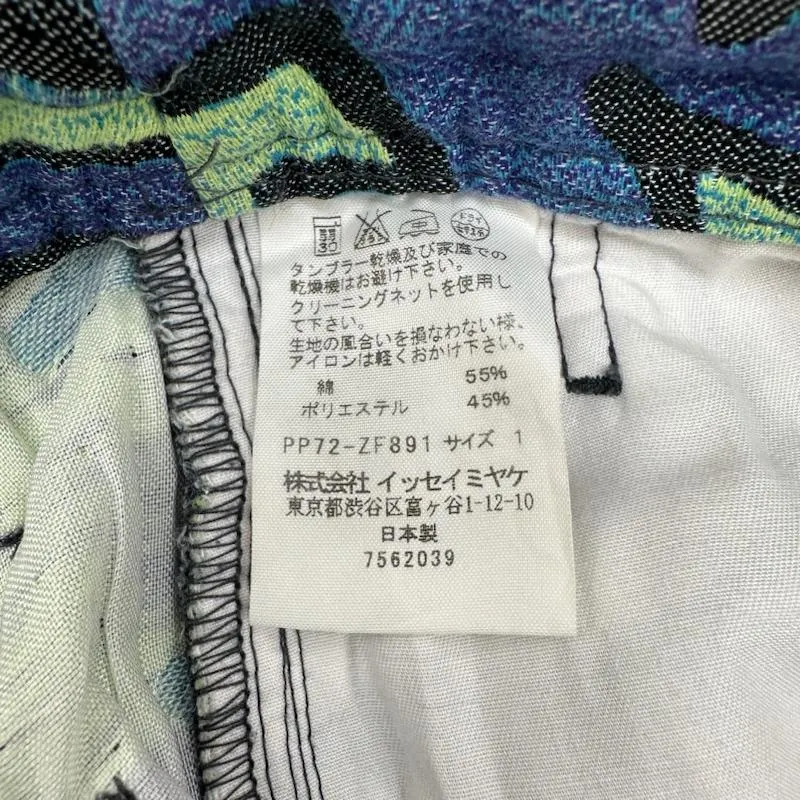 ドライ
タンブラー乾燥及び家庭での
乾燥機はお避け下さい。
クリーニングネットを使用し
て下さい。
生地の風合いを損なわない様、
アイロンは軽くおかけ下さい。
綿 55%
ポリエステル 45%
PP72-ZF891 サイズ 1
株式会社 イッセイミヤケ
東京都渋谷区富ヶ谷1-12-10
日本製
7562039